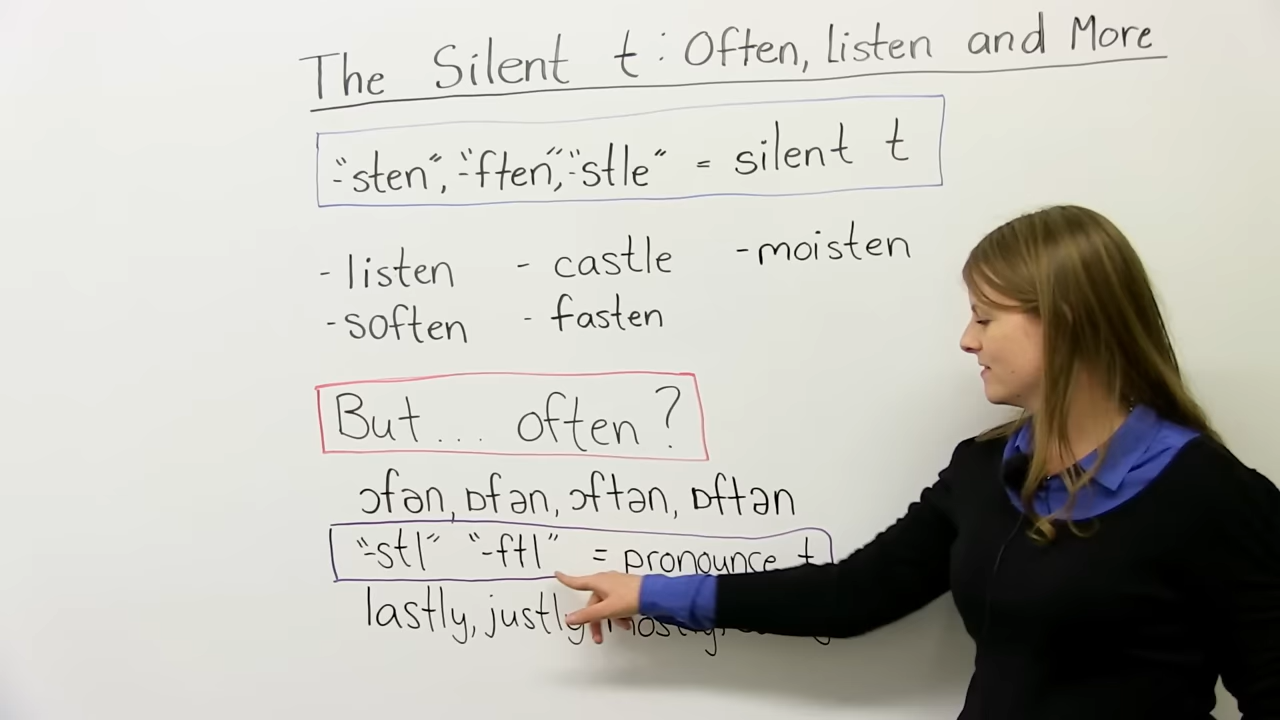 The Silent t: Often, listen and More
-"sten", -"ften", -"stle" = silent t
- listen - castle - moisten
- soften - fasten
But... often?
ɔfən, ɒfən, ɔftən, ɒftən
"-stl" "-ftl" = pronounce t
lastly, justly, mostly,